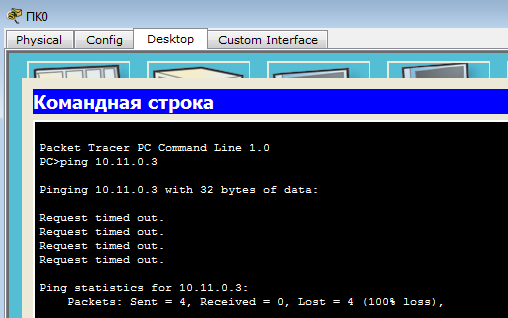 ПК0
Physical Config Desktop Custom Interface
Командная строка
Packet Tracer PC Command Line 1.0
PC>ping 10.11.0.3
Pinging 10.11.0.3 with 32 bytes of data:
Request timed out.
Request timed out.
Request timed out.
Request timed out.
Ping statistics for 10.11.0.3:
Packets: Sent = 4, Received = 0, Lost = 4 (100% loss),